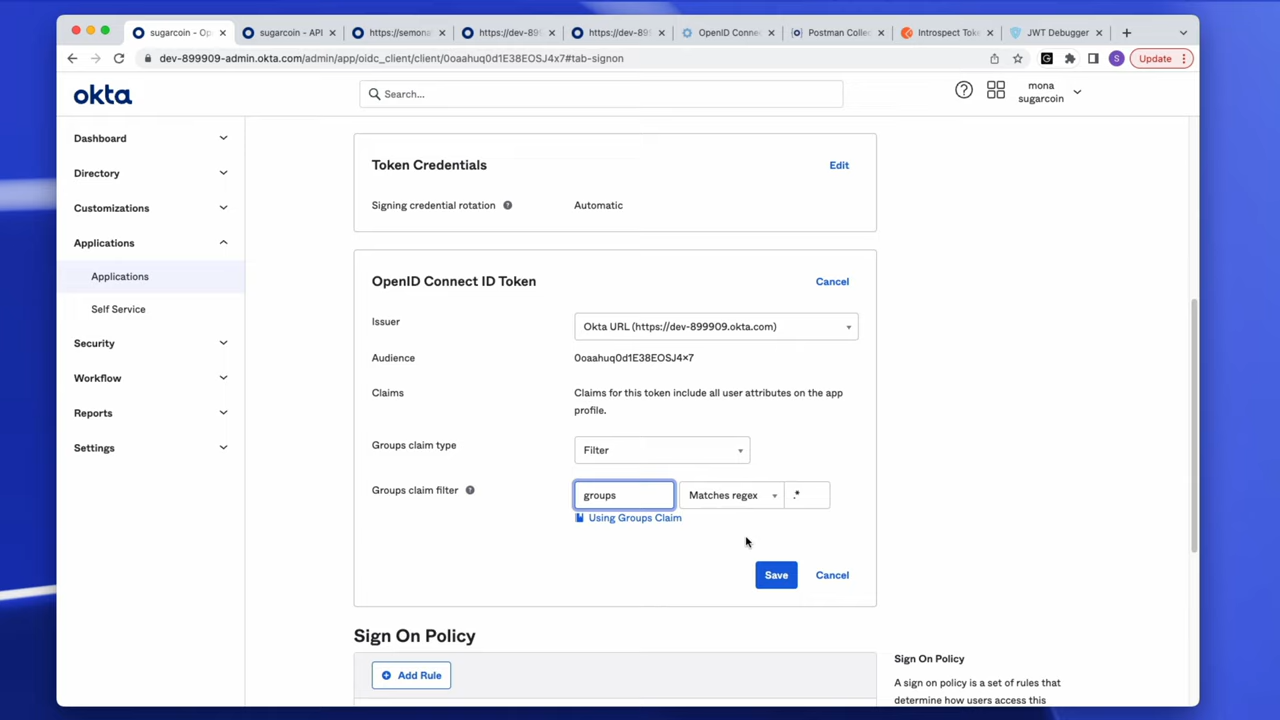 sugarcoin - Op
sugarcoin - API
https://semona
https://dev-899
https://dev-899
OpenID Conne
Postman Collec
Introspect Tok
JWT Debugger
dev-899909-admin.okta.com/admin/app/oidc_client/client/0oaahuq0d1E38EOSJ4x7#tab-signon
S
Update
okta
Search...
mona
sugarcoin
Dashboard
Directory
Customizations
Applications
Applications
Self Service
Security
Workflow
Reports
Settings
Token Credentials
Edit
Signing credential rotation
Automatic
OpenID Connect ID Token
Cancel
Issuer
Okta URL (https://dev-899909.okta.com)
Audience
0oaahuq0d1E38EOSJ4x7
Claims
Claims for this token include all user attributes on the app
profile.
Groups claim type
Filter
Groups claim filter
groups
Matches regex
.*
Using Groups Claim
Save
Cancel
Sign On Policy
Add Rule
Sign On Policy
A sign on policy is a set of rules that
determine how users access this